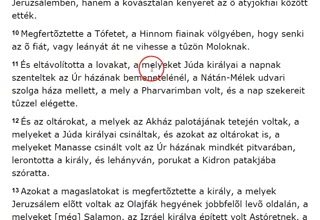 Jeruzsálemben, hanem a kovásztalan kenyeret az ő atyjokfiai között
ették.
10 Megfertőztette a Tófetet, a Hinnom fiainak völgyében, hogy senki
az õ fiát, vagy leányát át ne vihesse a tûzön Moloknak.
11 És eltávolította a lovakat, a melyeket Júda királyai a napnak
szenteltek az Úr házának bemenetelénél, a Nátán-Mélek udvari
szolga háza mellett, a mely a Pharvarimban volt, és a nap szekereit
tûzzel elégette.
12 És az oltárokat, a melyek az Akház palotájának tetején voltak, a
melyeket a Júda királyai csináltak, és azokat az oltárokat is, a
melyeket Manasse csinált volt az Úr házának mindkét pitvarában,
lerontotta a király, és lehányván, porukat a Kidron patakjába
szóratta.
13 Azokat a magaslatokat is megfertőztette a király, a melyek
Jeruzsálem előtt voltak az Olajfák hegyének jobbfelől levő oldalán, a
melyeket [még] Salamon, az Izráel királya épített volt Astóretnek, a